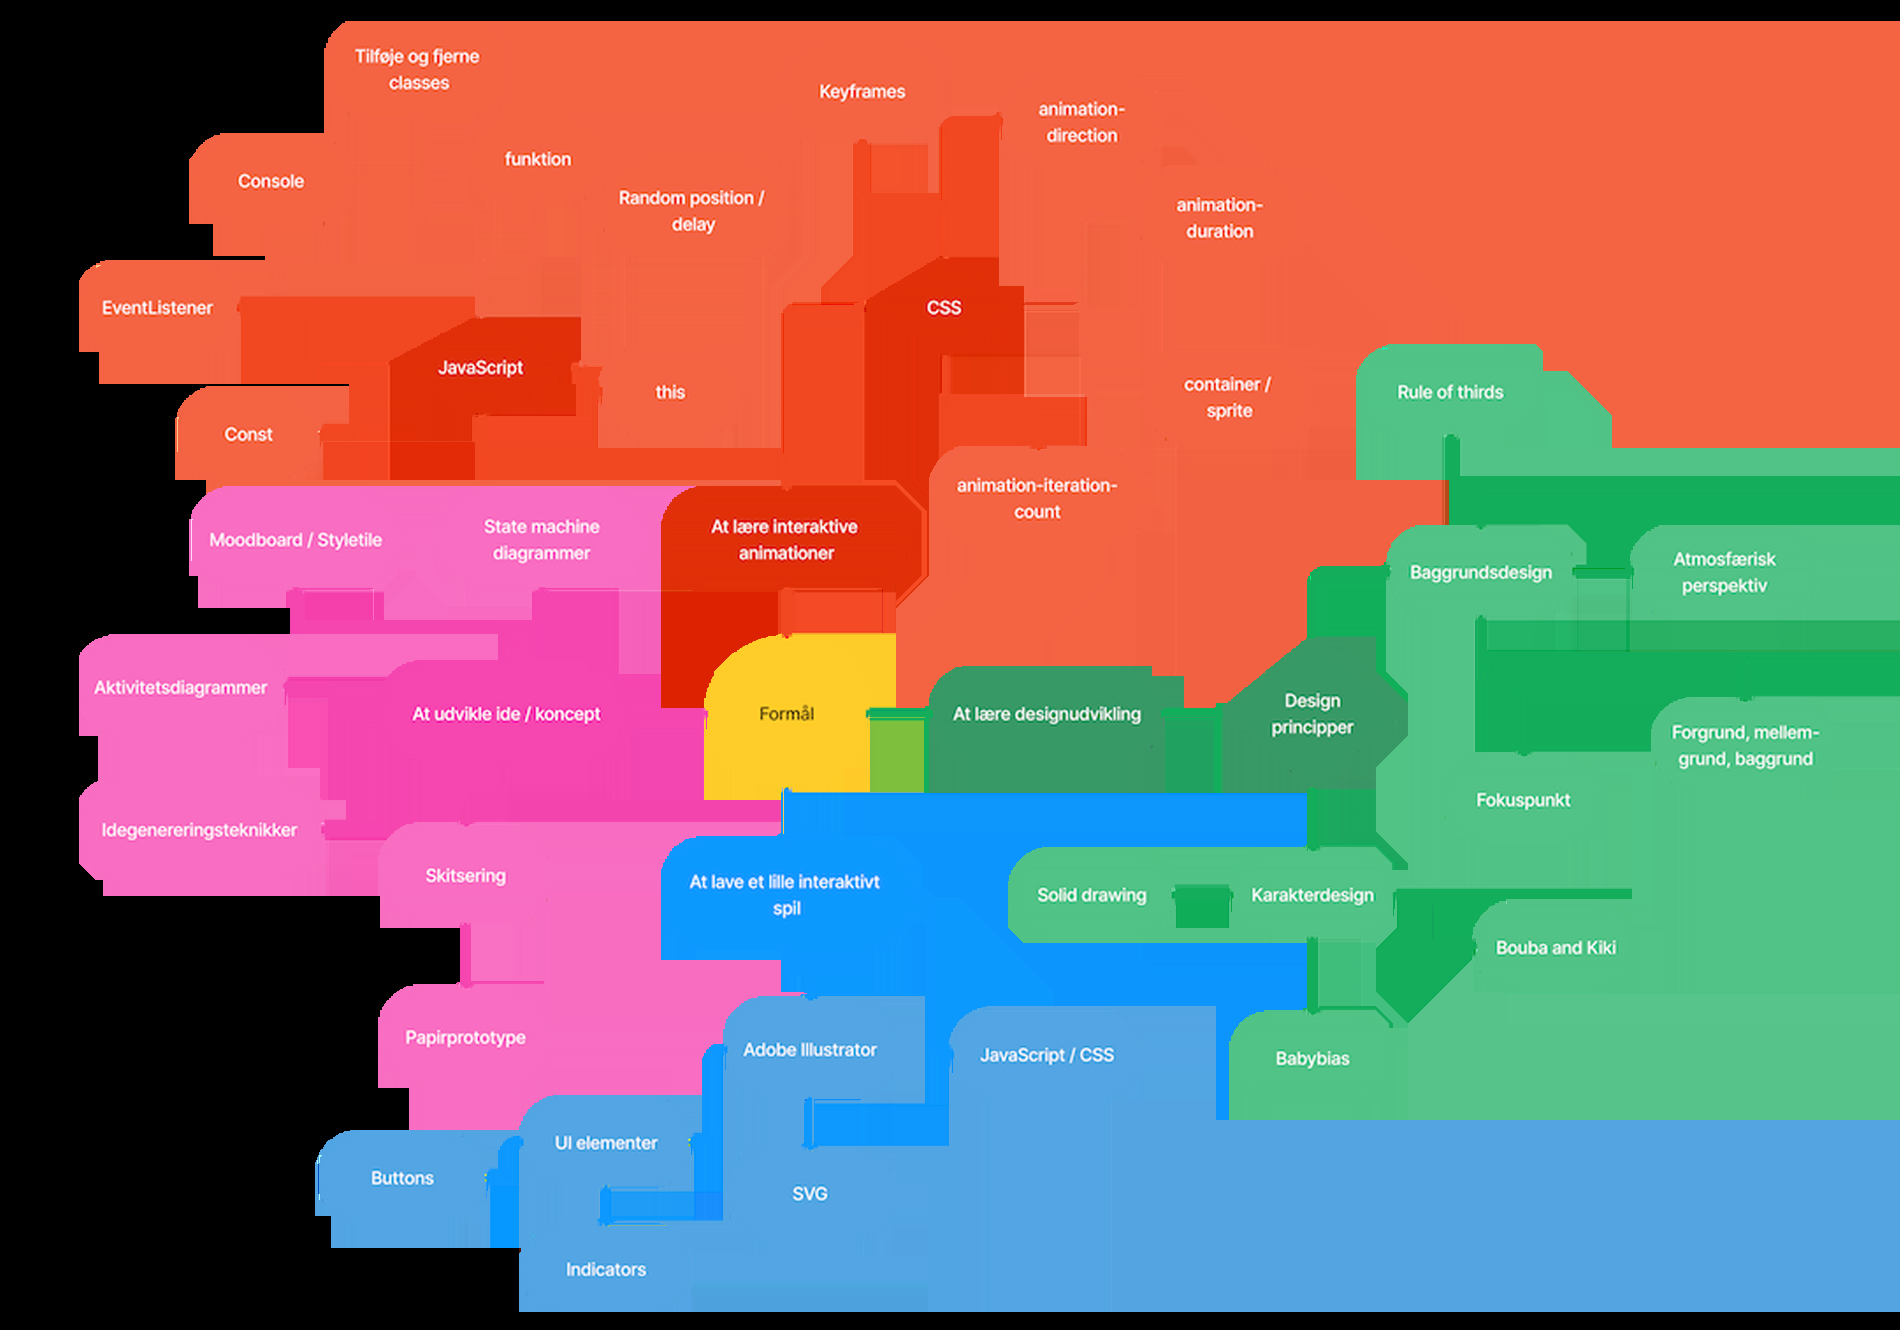 Tilføje og fjerne
classes
Keyframes
animation-
direction
funktion
Console
Random position /
delay
animation-
duration
EventListener
CSS
JavaScript
this
container /
sprite
Rule of thirds
Const
animation-iteration-
count
Moodboard / Styletile
State machine
diagrammer
At lære interaktive
animationer
Baggrundsdesign
Atmosfærisk
perspektiv
Aktivitetsdiagrammer
At udvikle ide / koncept
Formål
At lære designudvikling
Design
principper
Forgrund, mellem-
grund, baggrund
Fokuspunkt
Idegenereringsteknikker
Skitsering
At lave et lille interaktivt
spil
Solid drawing
Karakterdesign
Bouba and Kiki
Papirprototype
Adobe Illustrator
JavaScript / CSS
Babybias
UI elementer
Buttons
SVG
Indicators